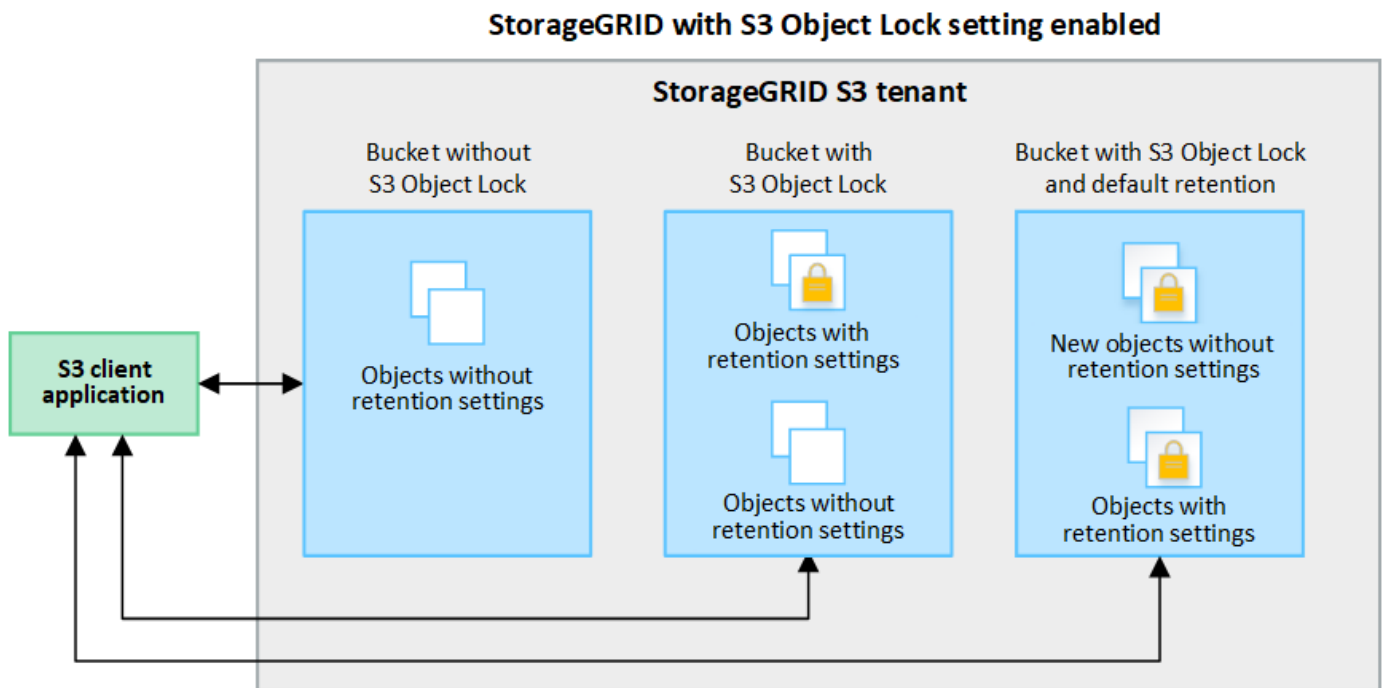 StorageGRID with S3 Object Lock setting enabled
StorageGRID S3 tenant
Bucket without
S3 Object Lock
Objects without
retention settings
Bucket with
S3 Object Lock
Objects with
retention settings
Objects without
retention settings
Bucket with S3 Object Lock
and default retention
New objects without
retention settings
Objects with
retention settings
S3 client
application